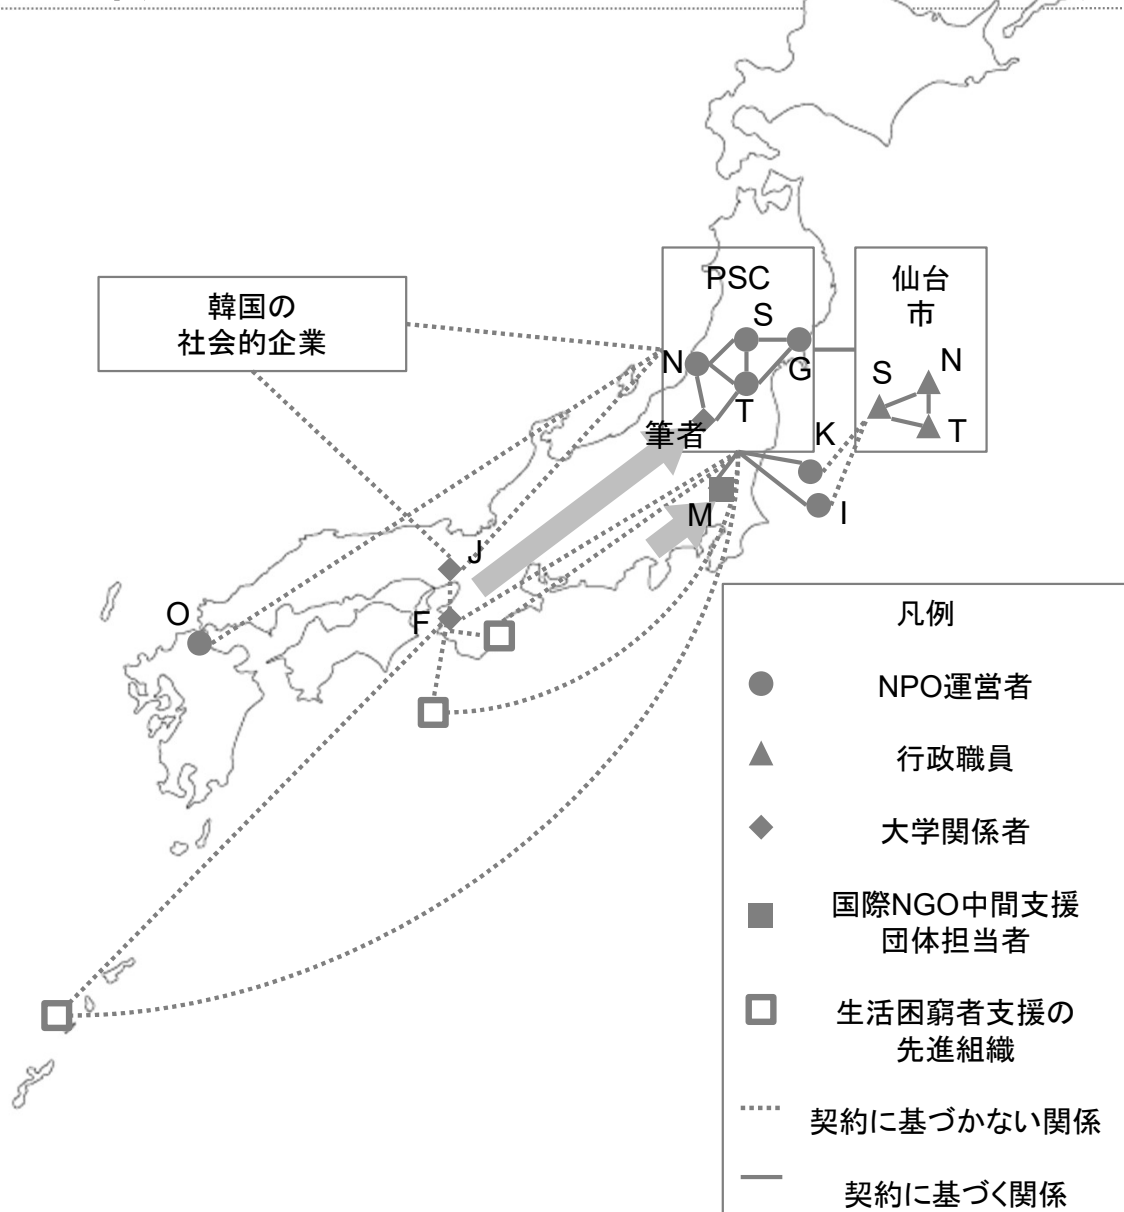 PSC
S
N
G
T
筆者
仙台
市
S
N
T
韓国の
社会的企業
K
I
M
J
F
O
凡例
NPO運営者
行政職員
大学関係者
国際NGO中間支援
団体担当者
生活困窮者支援の
先進組織
契約に基づかない関係
契約に基づく関係